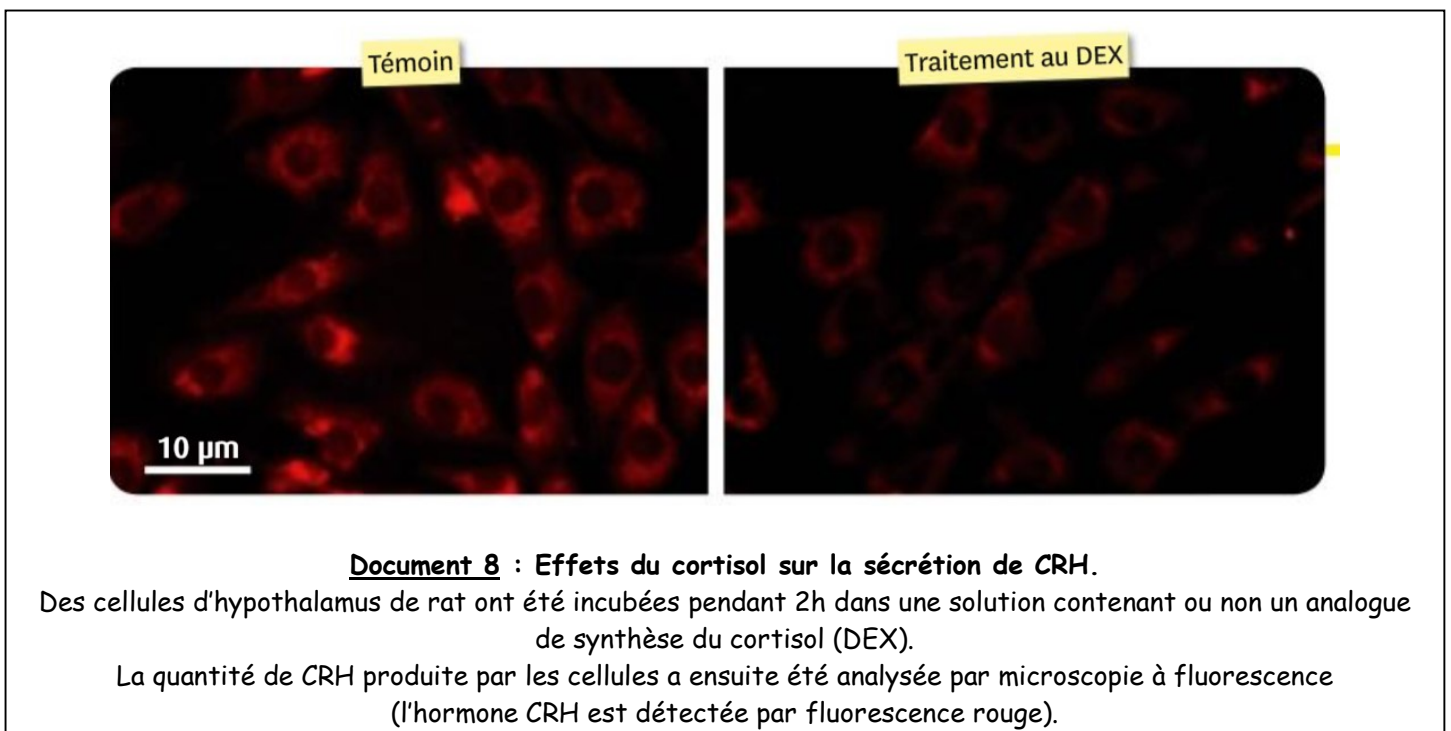 Témoin
Traitement au DEX
10 µm
Document 8 : Effets du cortisol sur la sécrétion de CRH.
Des cellules d'hypothalamus de rat ont été incubées pendant 2h dans une solution contenant ou non un analogue
de synthèse du cortisol (DEX).
La quantité de CRH produite par les cellules a ensuite été analysée par microscopie à fluorescence
(l'hormone CRH est détectée par fluorescence rouge).